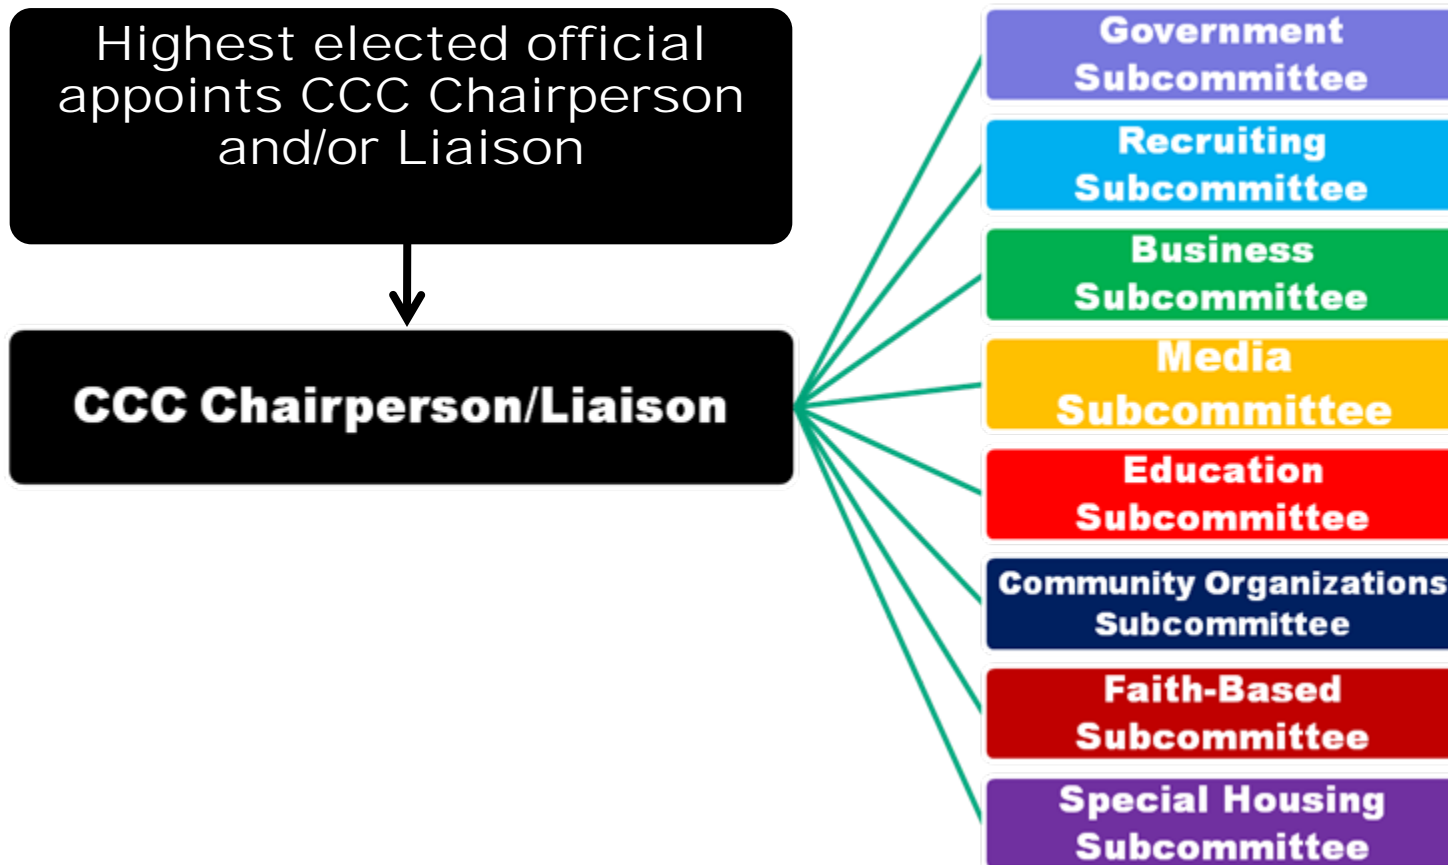 Highest elected official
appoints CCC Chairperson
and/or Liaison
CCC Chairperson/Liaison
Government
Subcommittee
Recruiting
Subcommittee
Business
Subcommittee
Media
Subcommittee
Education
Subcommittee
Community Organizations
Subcommittee
Faith-Based
Subcommittee
Special Housing
Subcommittee